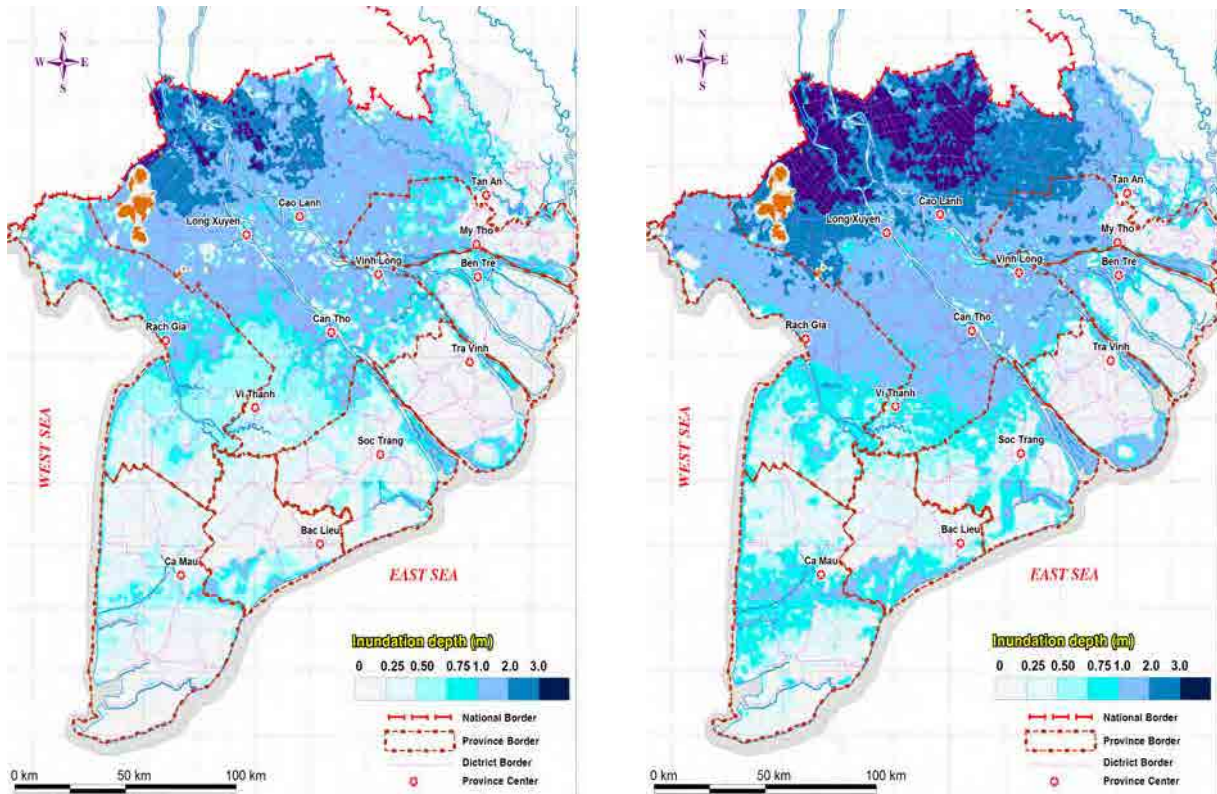 N
W E
S
Tan An
Cao Lanh
Long Xuyen
My Tho
Vinh Long
Ben Tre
Rach Gia
Can Tho
Tra Vinh
Vi Thanh
Soc Trang
Bac Lieu
Ca Mau
WEST SEA
EAST SEA
Inundation depth (m)
0 0.25 0.50 0.75 1.0 2.0 3.0
National Border
Province Border
Dictrict Border
Province Center
0 km 50 km 100 km
N
W E
S
Tan An
Cao Lanh
Long Xuyen
My Tho
Vinh Long
Ben Tre
Rach Gia
Can Tho
Tra Vinh
Vi Thanh
Soc Trang
Bac Lieu
Ca Mau
WEST SEA
EAST SEA
Inundation depth (m)
0 0.25 0.50 0.75 1.0 2.0 3.0
National Border
Province Border
Dictrict Border
Province Center
0 km 50 km 100 km